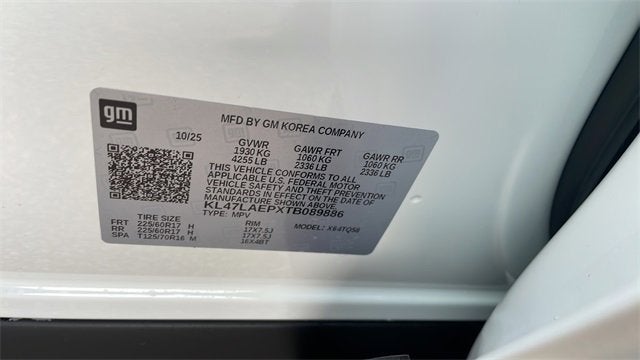 gm
MFD BY GM KOREA COMPANY
10/25
GVWR GAWR FRT GAWR RR
1930 KG 1060 KG 1060 KG
4255 LB 2336 LB 2336 LB
THIS VEHICLE CONFORMS TO ALL
APPLICABLE U.S. FEDERAL MOTOR
VEHICLE SAFETY AND THEFT PREVENTION
STANDARDS IN EFFECT ON THE DATE OF
MANUFACTURE SHOWN ABOVE.
KL47LAEPXTB089886
TYPE: MPV MODEL: X64TQ58
TIRE SIZE RIM
FRT 225/60R17 H 17X7.5J
RR 225/60R17 H 17X7.5J
SPA T125/70R16 M 16X4BT